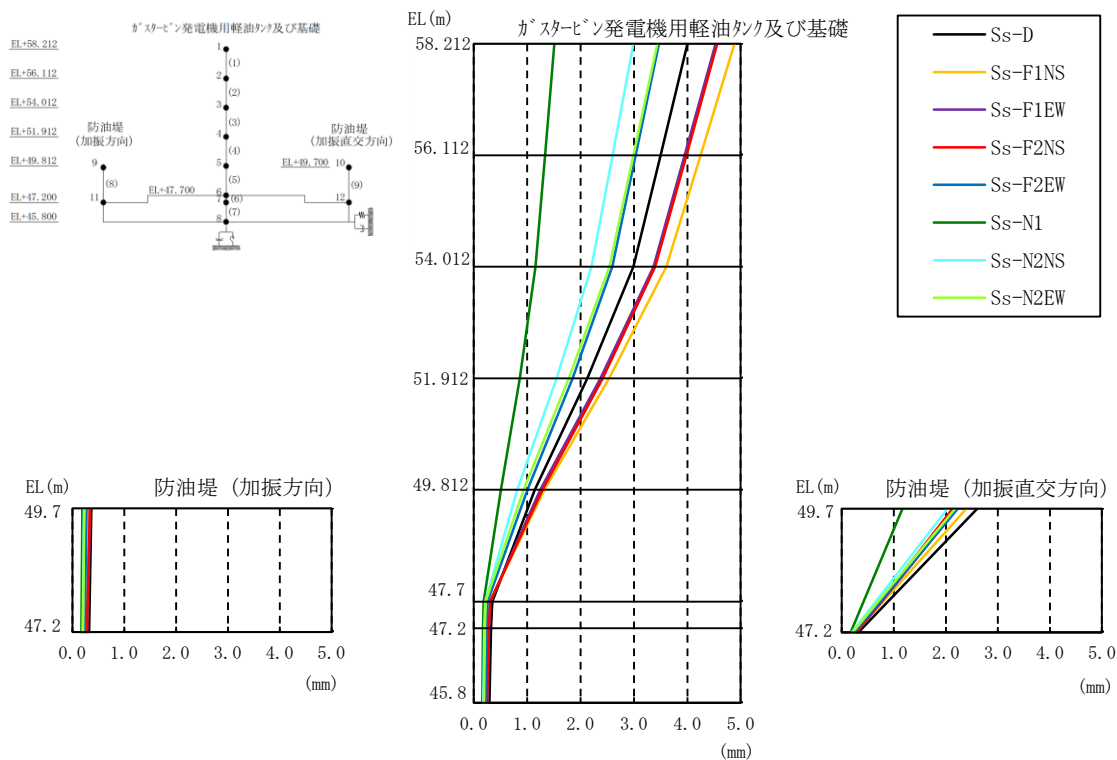 ｶﾞｽﾀｰﾋﾞﾝ発電機用軽油ﾀﾝｸ及び基礎
EL+58.212
EL+56.112
EL+54.012
EL+51.912
EL+49.812
EL+47.200
EL+45.800
1
(1)
2
(2)
3
(3)
4
(4)
5
(5)
6
(6)
7
(7)
8
防油堤
(加振方向)
9
(8)
11
EL+47.700
防油堤
(加振直交方向)
EL+49.700
10
(9)
12
EL(m)
ｶﾞｽﾀｰﾋﾞﾝ発電機用軽油ﾀﾝｸ及び基礎
58.212
56.112
54.012
51.912
49.812
47.7
47.2
45.8
0.0 1.0 2.0 3.0 4.0 5.0
(mm)
Ss-D
Ss-F1NS
Ss-F1EW
Ss-F2NS
Ss-F2EW
Ss-N1
Ss-N2NS
Ss-N2EW
EL(m)
防油堤 (加振方向)
49.7
47.2
0.0 1.0 2.0 3.0 4.0 5.0
(mm)
EL(m)
防油堤 (加振直交方向)
49.7
47.2
0.0 1.0 2.0 3.0 4.0 5.0
(mm)